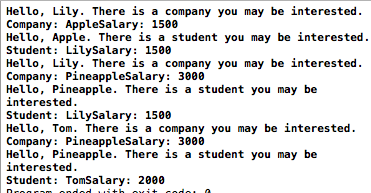 Hello, Lily. There is a company you may be interested.
Company: AppleSalary: 1500
Hello, Apple. There is a student you may be interested.
Student: LilySalary: 1500
Hello, Lily. There is a company you may be interested.
Company: PineappleSalary: 3000
Hello, Pineapple. There is a student you may be
interested.
Student: LilySalary: 1500
Hello, Tom. There is a company you may be interested.
Company: PineappleSalary: 3000
Hello, Pineapple. There is a student you may be
interested.
Student: TomSalary: 2000
Program ended with exit code: 0